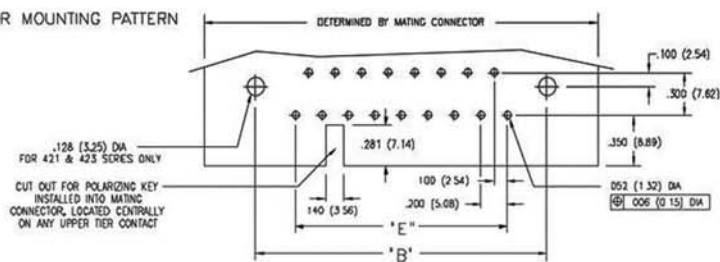 R MOUNTING PATTERN
DETERMINED BY MATING CONNECTOR
.100 (2.54)
.300 (7.62)
.128 (3.25) DIA
FOR 421 & 423 SERIES ONLY
.281 (7.14)
.350 (8.89)
CUT OUT FOR POLARIZING KEY
INSTALLED INTO MATING
CONNECTOR, LOCATED CENTRALLY
ON ANY UPPER TIER CONTACT
.100 (2.54)
052 (1.32) DIA
.140 (3.56)
.200 (5.08)
006 (0.15) DIA
"E"
"B"